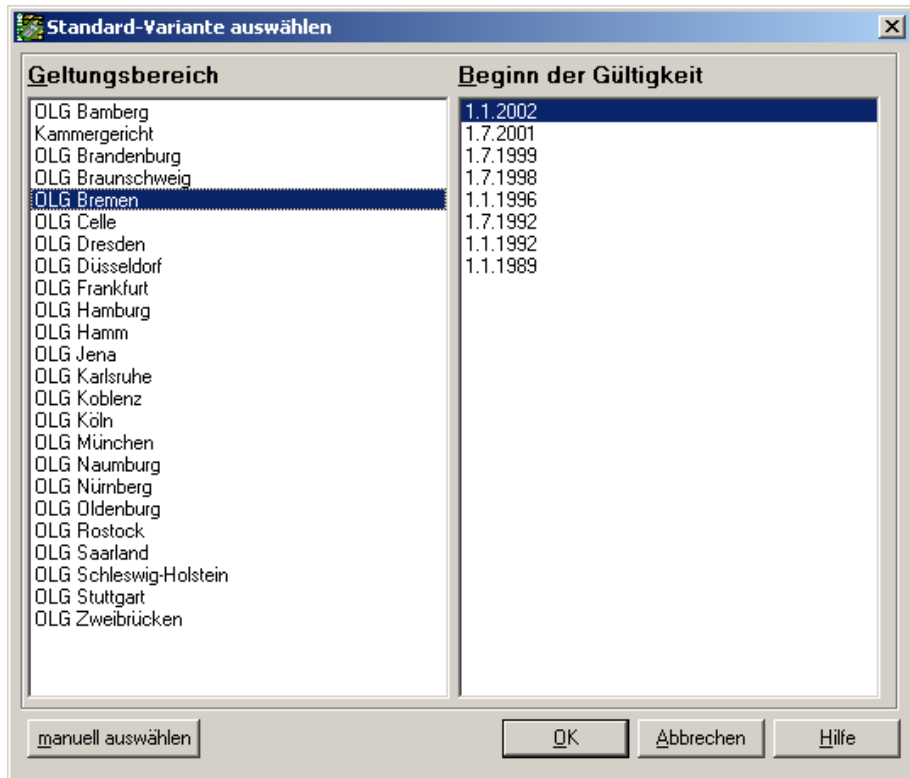 Standard-Variante auswählen
Geltungsbereich
OLG Bamberg
Kammergericht
OLG Brandenburg
OLG Braunschweig
OLG Bremen
OLG Celle
OLG Dresden
OLG Düsseldorf
OLG Frankfurt
OLG Hamburg
OLG Hamm
OLG Jena
OLG Karlsruhe
OLG Koblenz
OLG Köln
OLG München
OLG Naumburg
OLG Nürnberg
OLG Oldenburg
OLG Rostock
OLG Saarland
OLG Schleswig-Holstein
OLG Stuttgart
OLG Zweibrücken
Beginn der Gültigkeit
1.1.2002
1.7.2001
1.7.1999
1.7.1998
1.1.1996
1.7.1992
1.1.1992
1.1.1989
manuell auswählen
OK
Abbrechen
Hilfe